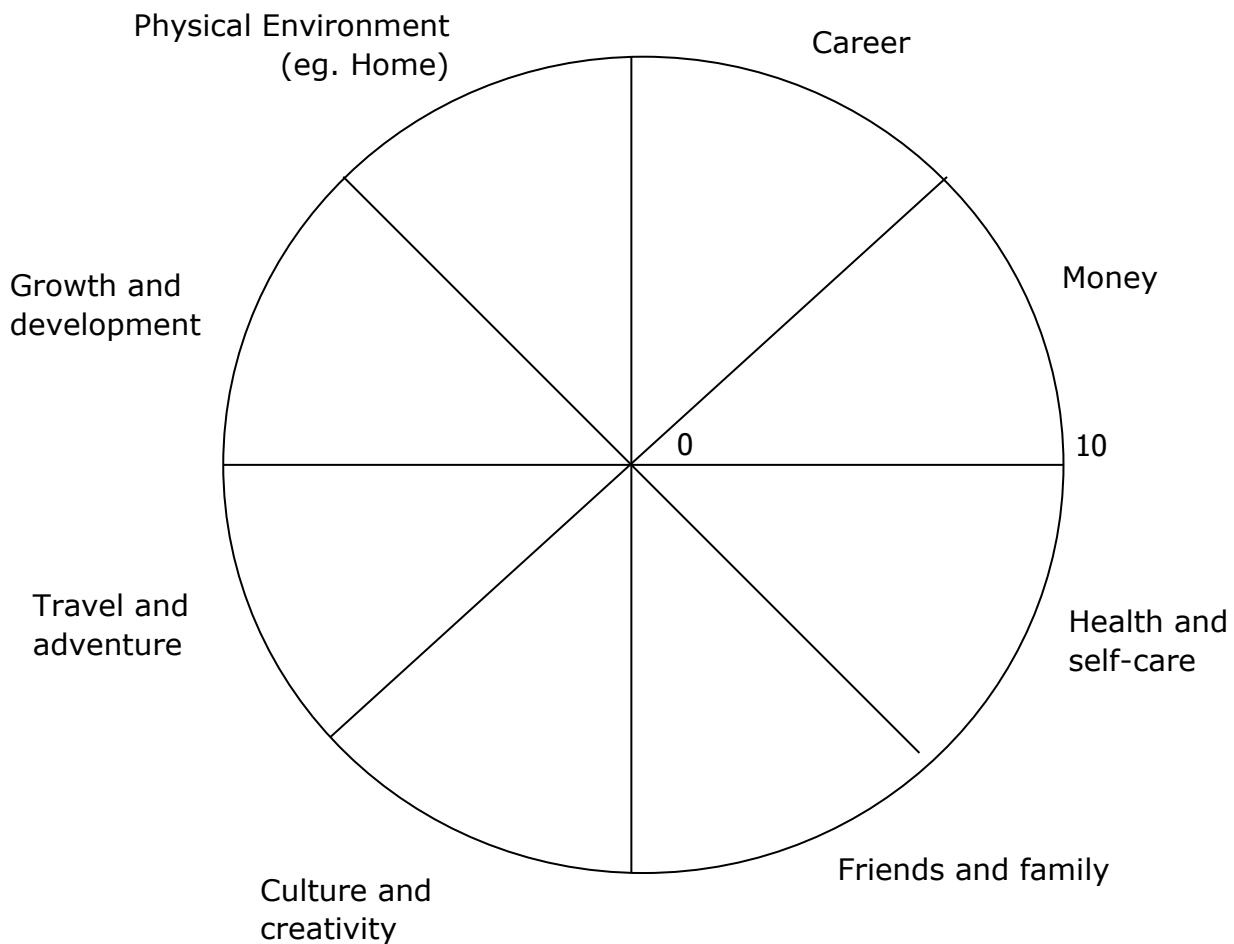 Physical Environment
(eg. Home)
Career
Growth and
development
Money
0
10
Travel and
adventure
Health and
self-care
Culture and
creativity
Friends and family